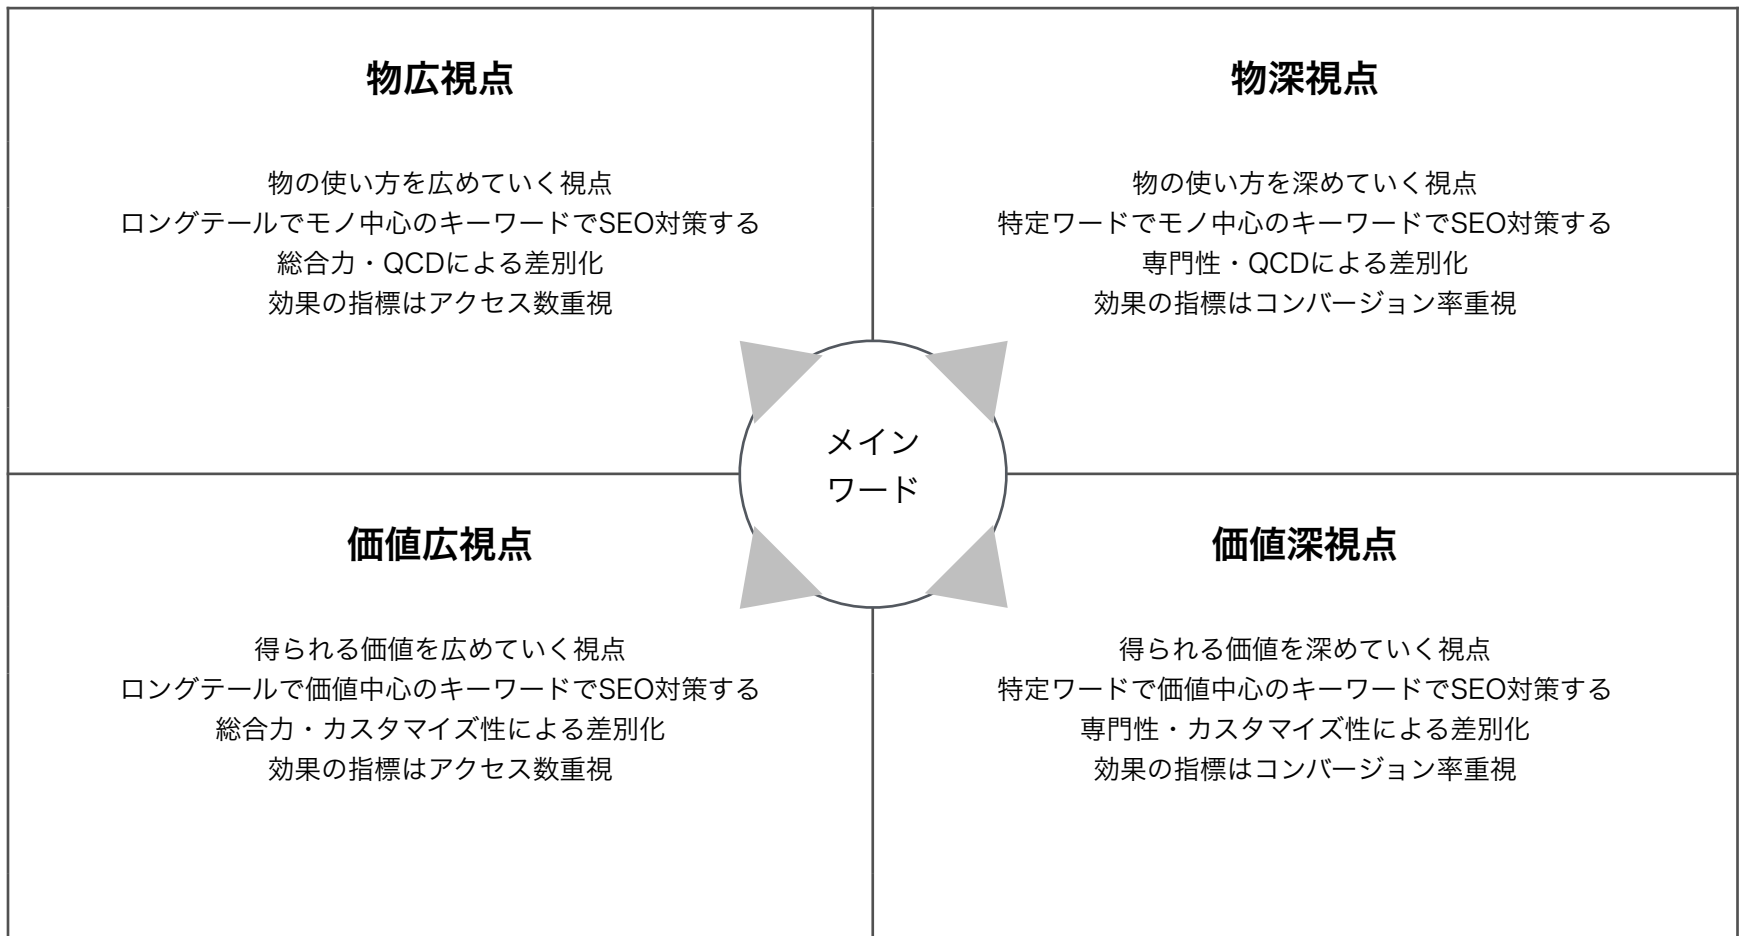 物広視点
物の使い方を広めていく視点
ロングテールでモノ中心のキーワードでSEO対策する
総合力・QCDによる差別化
効果の指標はアクセス数重視
物深視点
物の使い方を深めていく視点
特定ワードでモノ中心のキーワードでSEO対策する
専門性・QCDによる差別化
効果の指標はコンバージョン率重視
メイン
ワード
価値広視点
得られる価値を広めていく視点
ロングテールで価値中心のキーワードでSEO対策する
総合力・カスタマイズ性による差別化
効果の指標はアクセス数重視
価値深視点
得られる価値を深めていく視点
特定ワードで価値中心のキーワードでSEO対策する
専門性・カスタマイズ性による差別化
効果の指標はコンバージョン率重視